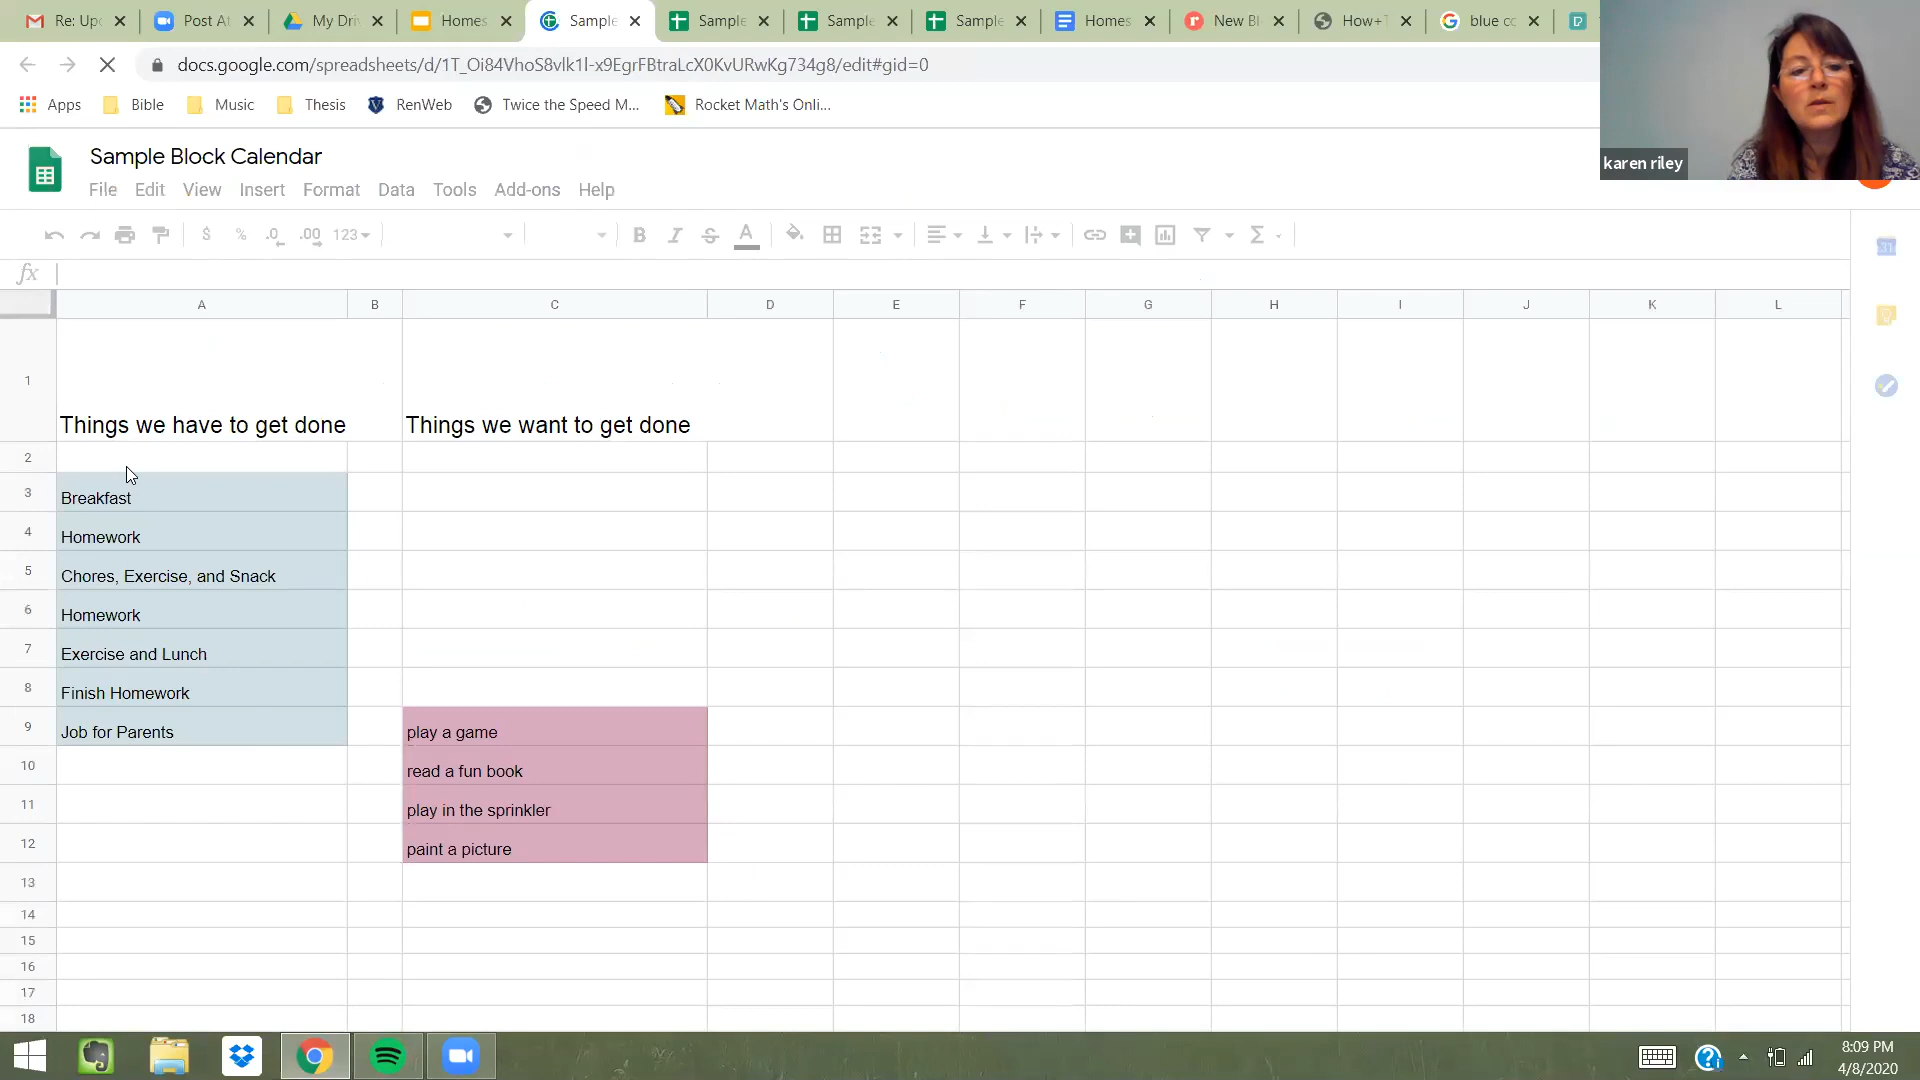 Re: Up
Post At
My Driv
Homes
Sample
Sample
Sample
Sample
Homes
New Bl
How+T
blue co
docs.google.com/spreadsheets/d/1T_Oi84VhoS8vlk1l-x9EgrFBtraLcX0KvURwKg734g8/edit#gid=0
Apps
Bible
Music
Thesis
RenWeb
Twice the Speed M...
Rocket Math's Onli...
karen riley
Sample Block Calendar
File Edit View Insert Format Data Tools Add-ons Help
$ % .0 .00 123
B I S A
fx
A B C D E F G H I J K L
1 Things we have to get done Things we want to get done
2
3 Breakfast
4 Homework
5 Chores, Exercise, and Snack
6 Homework
7 Exercise and Lunch
8 Finish Homework
9 Job for Parents play a game
10 read a fun book
11 play in the sprinkler
12 paint a picture
13
14
15
16
17
18
8:09 PM
4/8/2020